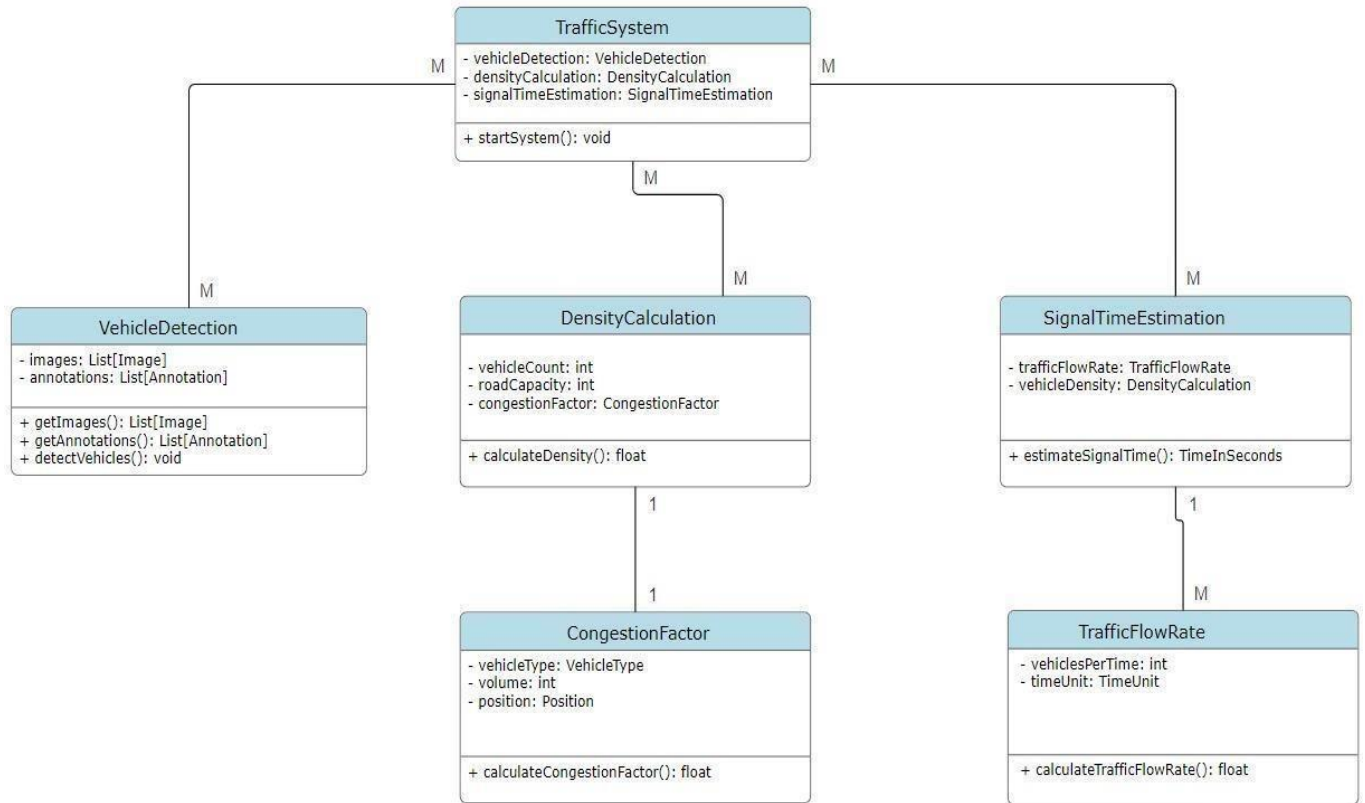 TrafficSystem
- vehicleDetection: VehicleDetection
- densityCalculation: DensityCalculation
- signalTimeEstimation: SignalTimeEstimation
+ startSystem(): void
M
M
M
M
M
M
VehicleDetection
- images: List[Image]
- annotations: List[Annotation]
+ getImages(): List[Image]
+ getAnnotations(): List[Annotation]
+ detectVehicles(): void
DensityCalculation
- vehicleCount: int
- roadCapacity: int
- congestionFactor: CongestionFactor
+ calculateDensity(): float
SignalTimeEstimation
- trafficFlowRate: TrafficFlowRate
- vehicleDensity: DensityCalculation
+ estimateSignalTime(): TimeInSeconds
1
1
1
M
CongestionFactor
- vehicleType: VehicleType
- volume: int
- position: Position
+ calculateCongestionFactor(): float
TrafficFlowRate
- vehiclesPerTime: int
- timeUnit: TimeUnit
+ calculateTrafficFlowRate(): float